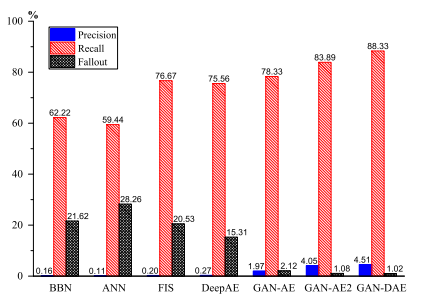 %
100
80
60
40
20
0
Precision
Recall
Fallout
0.16 62.22 21.62
0.11 59.44 28.26
0.20 76.67 20.53
0.27 75.56 15.31
1.97 78.33 2.12
4.05 83.89 1.08
4.51 88.33 1.02
BBN ANN FIS DeepAE GAN-AE GAN-AE2 GAN-DAE